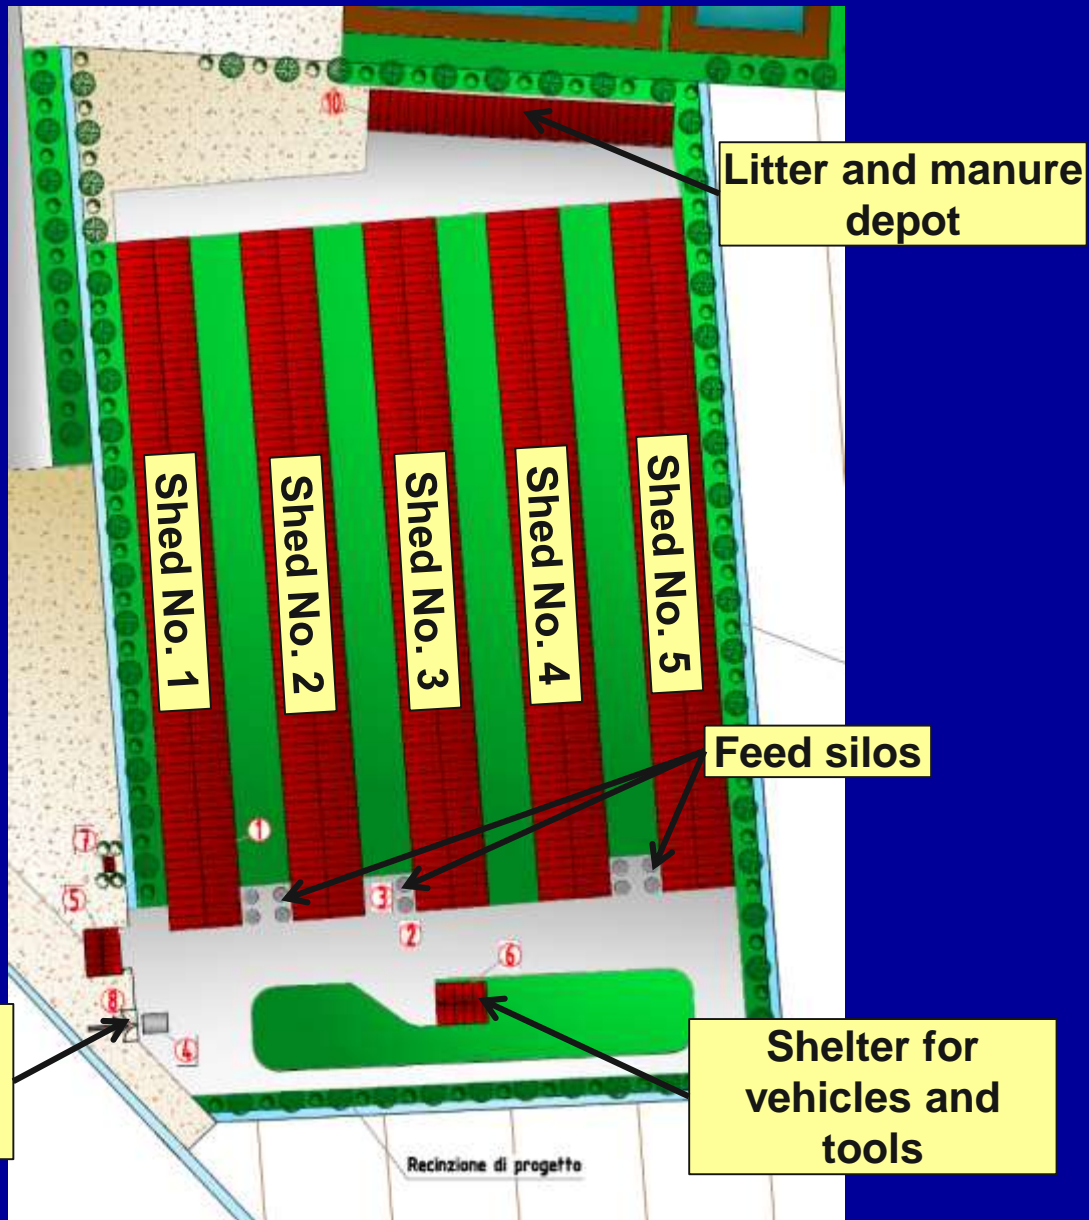 10
Litter and manure
depot
Shed No. 1
Shed No. 2
Shed No. 3
Shed No. 4
Shed No. 5
Feed silos
1
7
5
3
2
6
8
4
Shelter for
vehicles and
tools
Recinzione di progetto